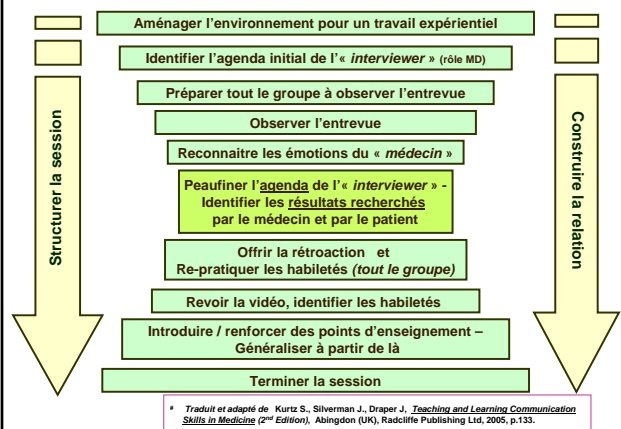 Aménager l'environnement pour un travail expérientiel
Identifier l'agenda initial de l'« interviewer » (rôle MD)
Préparer tout le groupe à observer l'entrevue
Observer l'entrevue
Reconnaitre les émotions du « médecin »
Peaufiner l'agenda de l'« interviewer » -
Identifier les résultats recherchés
par le médecin et par le patient
Offrir la rétroaction et
Re-pratiquer les habiletés (tout le groupe)
Revoir la vidéo, identifier les habiletés
Introduire / renforcer des points d'enseignement –
Généraliser à partir de là
Terminer la session
Structurer la session
Construire la relation
* Traduit et adapté de Kurtz S., Silverman J., Draper J, Teaching and Learning Communication
Skills in Medicine (2nd Edition), Abingdon (UK), Radcliffe Publishing Ltd, 2005, p.133.